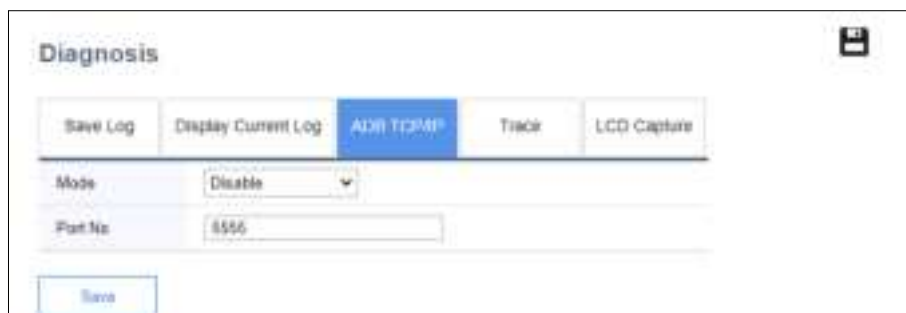 Diagnosis
Save Log Display Current Log ADB TCP/IP Trace LCD Capture
Mode Disable
Port No 5555
Save